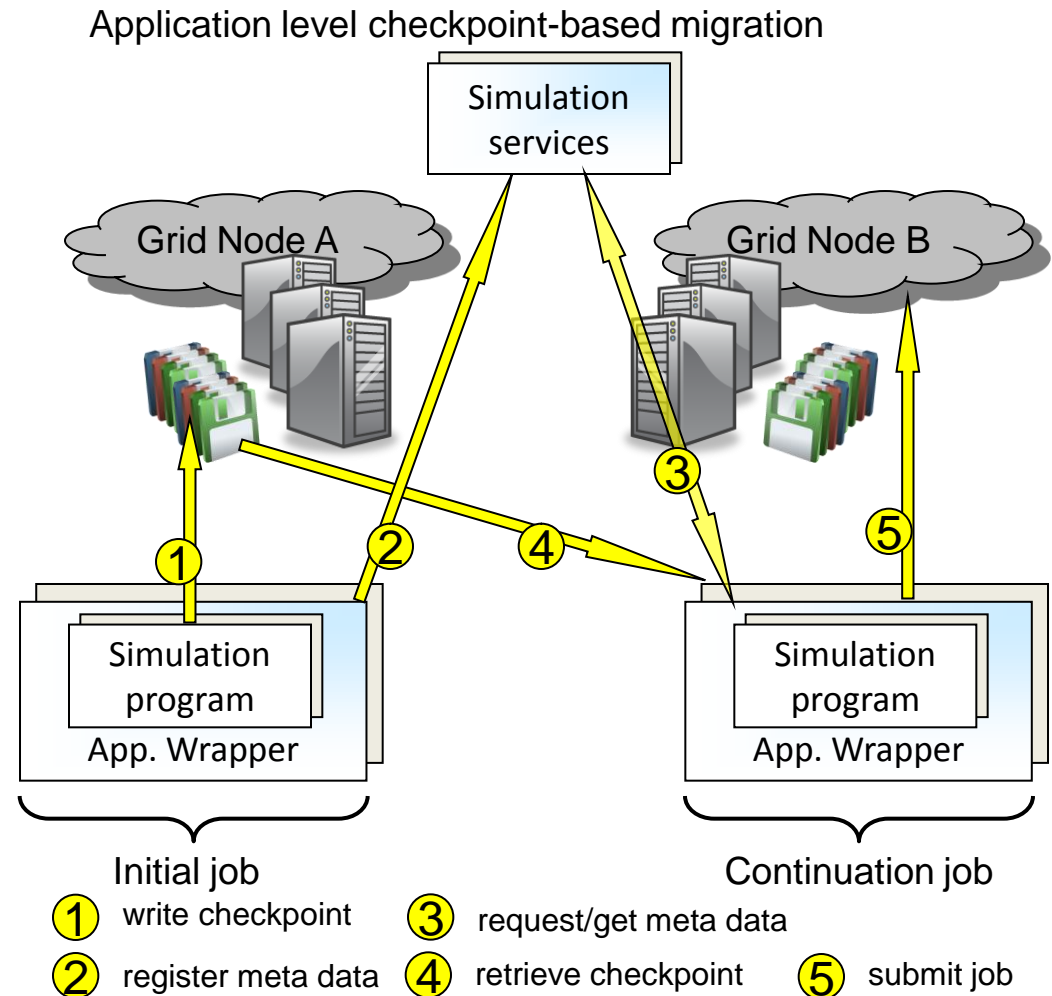 Application level checkpoint-based migration
Simulation
services
Grid Node A
Grid Node B
3
1
2
4
5
Simulation
program
App. Wrapper
Simulation
program
App. Wrapper
Initial job
Continuation job
1 write checkpoint
3 request/get meta data
2 register meta data
4 retrieve checkpoint
5 submit job